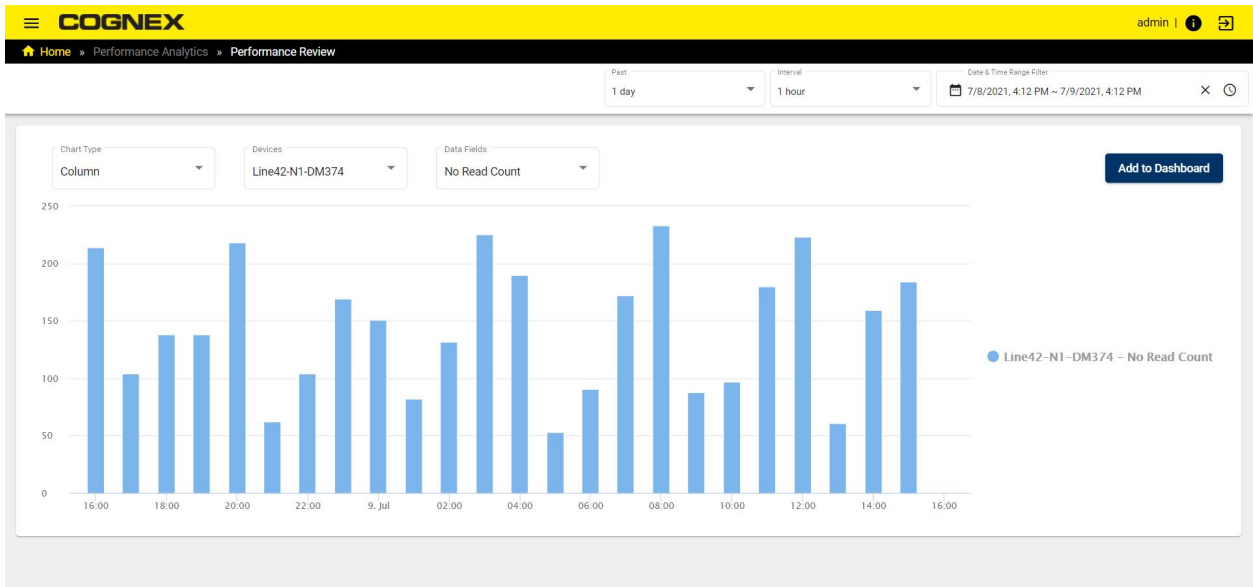 COGNEX
admin |
Home » Performance Analytics » Performance Review
Past
1 day
Interval
1 hour
Date & Time Range Filter
7/8/2021, 4:12 PM ~ 7/9/2021, 4:12 PM
Chart Type
Column
Devices
Line42-N1-DM374
Data Fields
No Read Count
Add to Dashboard
250
200
150
100
50
0
16:00 18:00 20:00 22:00 9. Jul 02:00 04:00 06:00 08:00 10:00 12:00 14:00 16:00
Line42-N1-DM374 - No Read Count